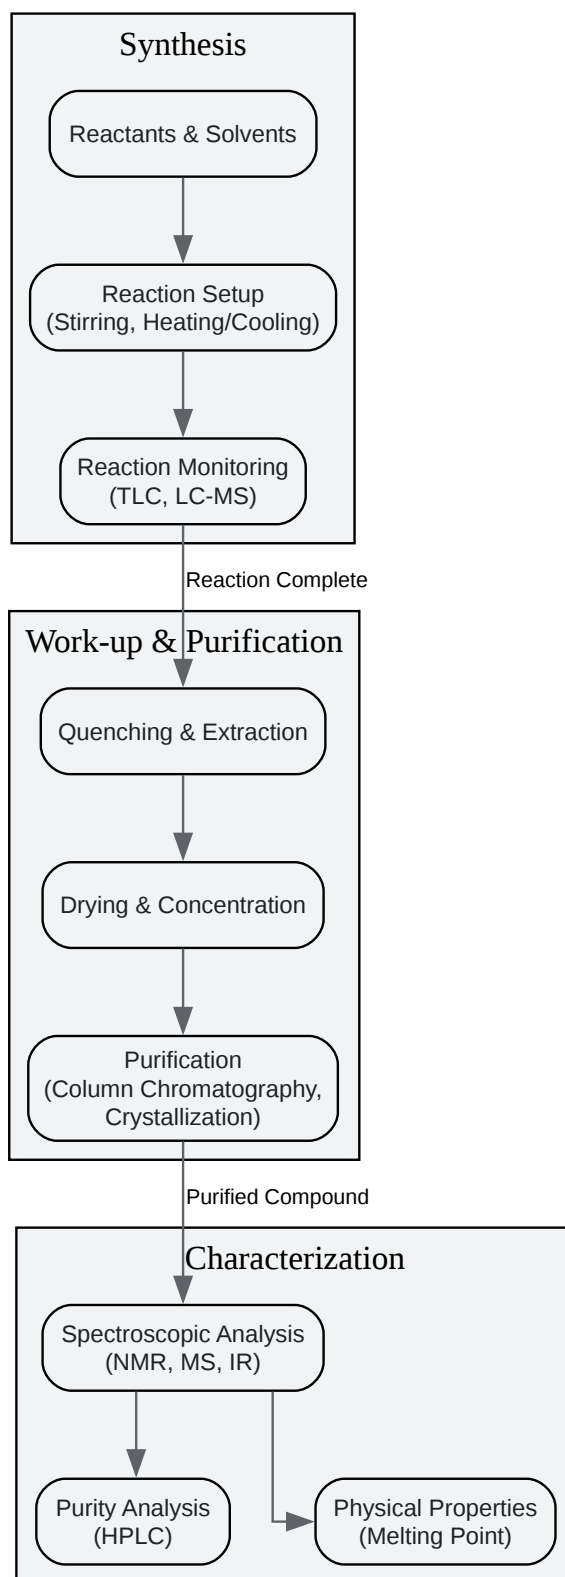 Synthesis
Reactants & Solvents
Reaction Setup
(Stirring, Heating/Cooling)
Reaction Monitoring
(TLC, LC-MS)
Reaction Complete
Work-up & Purification
Quenching & Extraction
Drying & Concentration
Purification
(Column Chromatography,
Crystallization)
Purified Compound
Characterization
Spectroscopic Analysis
(NMR, MS, IR)
Purity Analysis
(HPLC)
Physical Properties
(Melting Point)